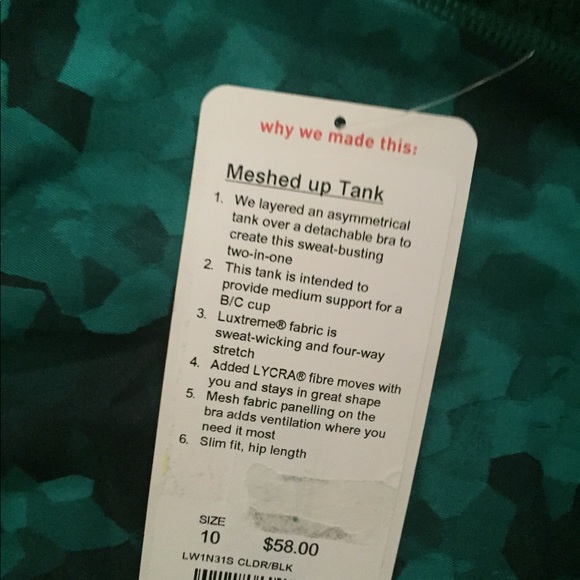 why we made this:
Meshed up Tank
1. We layered an asymmetrical
tank over a detachable bra to
create this sweat-busting
two-in-one
2. This tank is intended to
provide medium support for a
B/C cup
3. Luxtreme® fabric is
sweat-wicking and four-way
stretch
4. Added LYCRA® fibre moves with
you and stays in great shape
5. Mesh fabric panelling on the
bra adds ventilation where you
need it most
6. Slim fit, hip length
SIZE
10 $58.00
LW1N31S CLDR/BLK